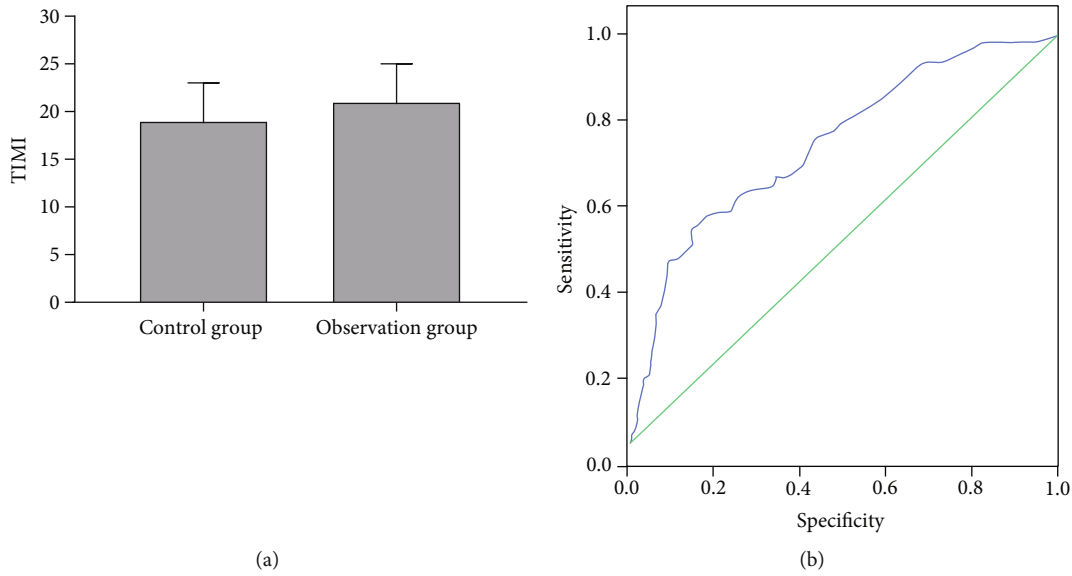 30
25
20
15
10
5
0
TIMI
Control group
Observation group
(a)
1.0
0.8
0.6
0.4
0.2
0.0
Sensitivity
0.0 0.2 0.4 0.6 0.8 1.0
Specificity
(b)